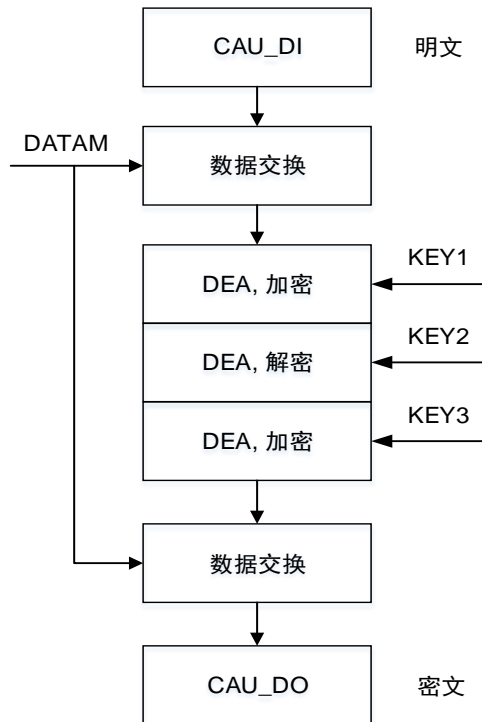 CAU_DI 明文
DATAM
数据交换
KEY1
DEA, 加密
KEY2
DEA, 解密
KEY3
DEA, 加密
数据交换
CAU_DO 密文